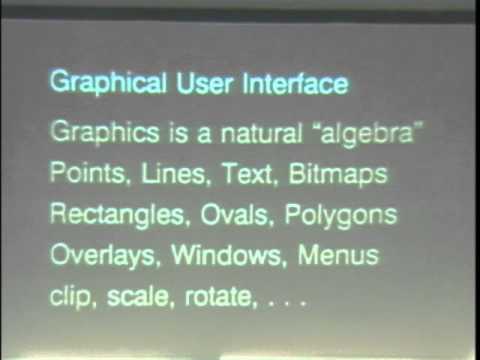 Graphical User Interface
Graphics is a natural “algebra”
Points, Lines, Text, Bitmaps
Rectangles, Ovals, Polygons
Overlays, Windows, Menus
clip, scale, rotate, . . .